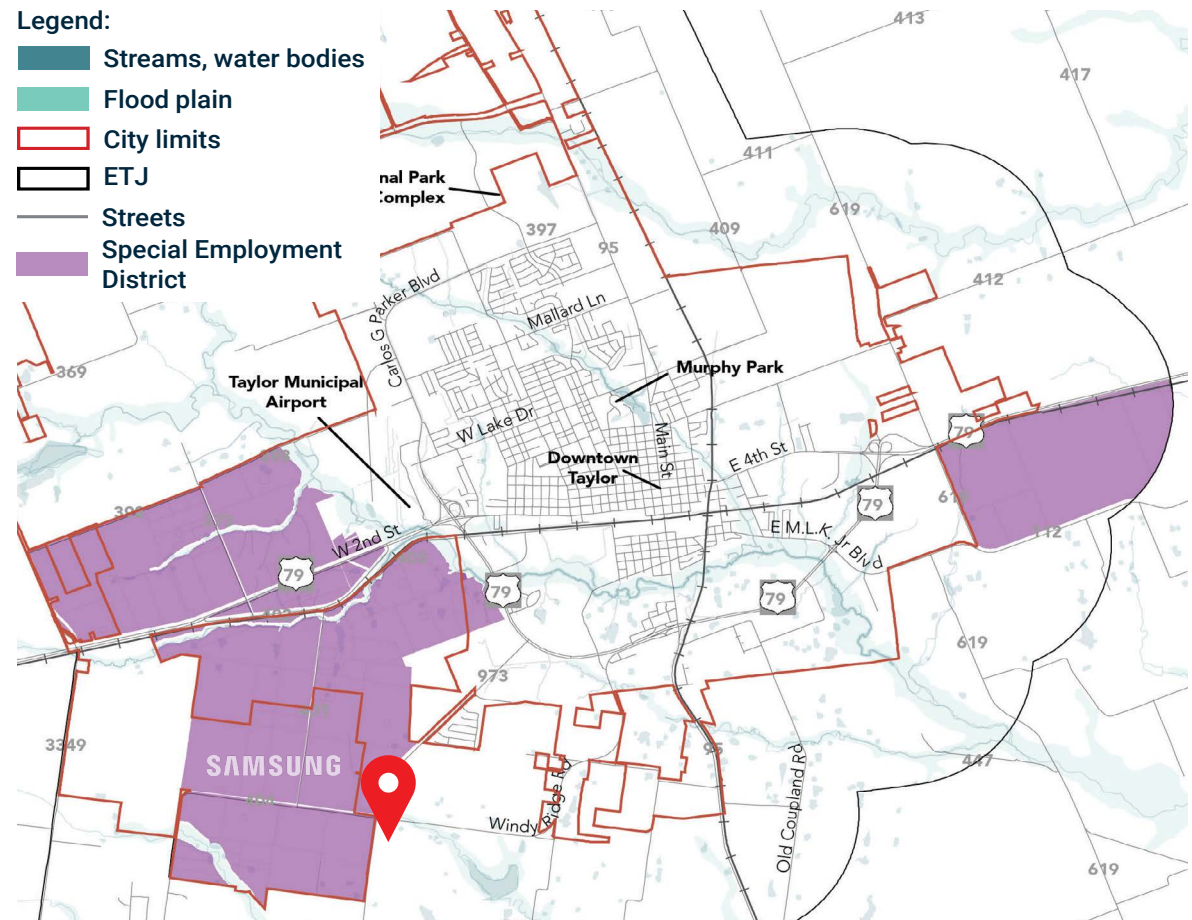 Legend:
Streams, water bodies
Flood plain
City limits
ETJ
Streets
Special Employment
District
413
417
411
nal Park
Complex
619
397
409
95
412
Carlos G Parker Blvd
Mallard Ln
369
Taylor Municipal
Airport
Murphy Park
W Lake Dr
Main St
79
Downtown
Taylor
E 4th St
79
W 2nd St
E M.L.K. Jr Blvd
112
79
79
79
619
973
3349
95
SAMSUNG
447
Windy Ridge Rd
Old Coupland Rd
619